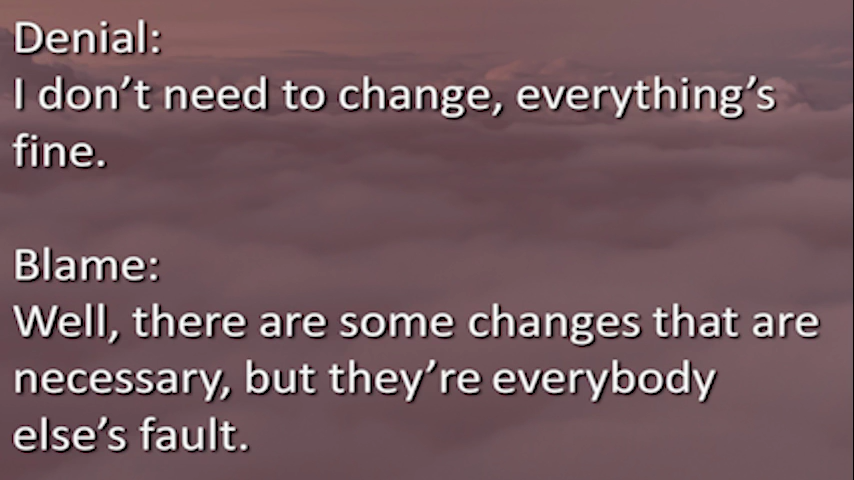 Denial:
I don’t need to change, everything’s
fine.
Blame:
Well, there are some changes that are
necessary, but they’re everybody
else’s fault.